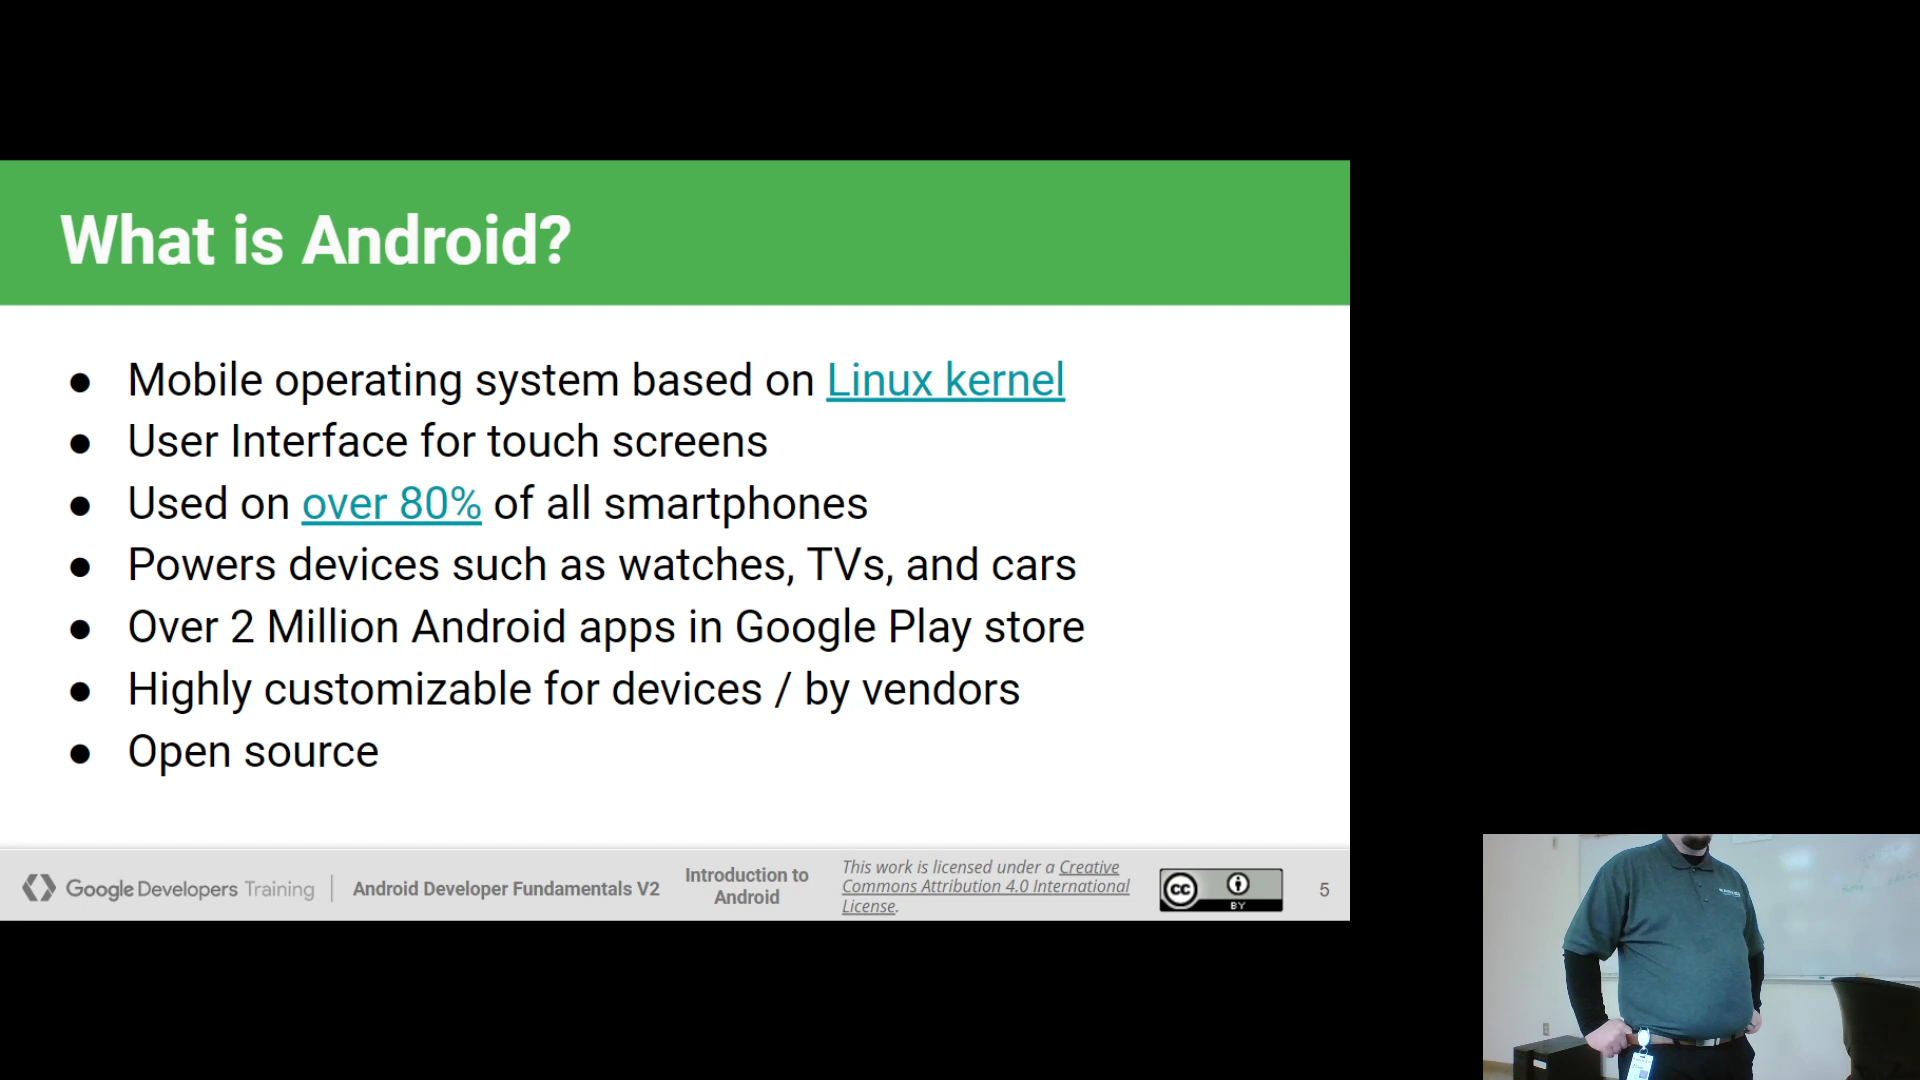 What is Android?
● Mobile operating system based on Linux kernel
● User Interface for touch screens
● Used on over 80% of all smartphones
● Powers devices such as watches, TVs, and cars
● Over 2 Million Android apps in Google Play store
● Highly customizable for devices / by vendors
● Open source
Google Developers Training
Android Developer Fundamentals V2
Introduction to
Android
This work is licensed under a Creative
Commons Attribution 4.0 International
License.
cc
BY
5